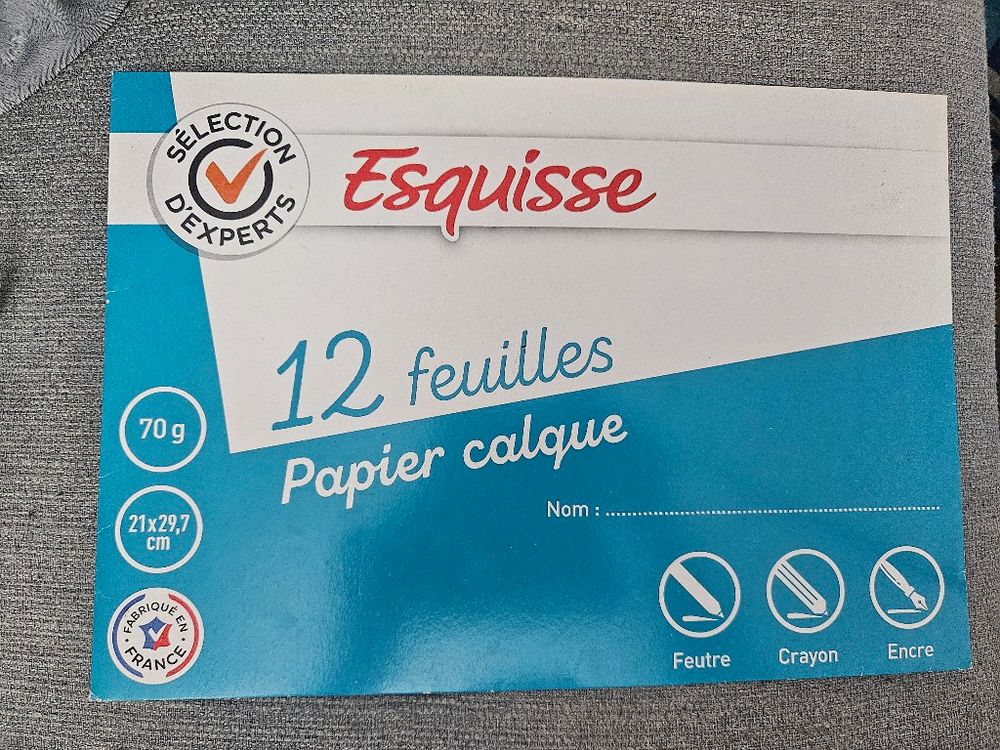 SÉLECTION
D'EXPERTS
Esquisse
12 feuilles
Papier calque
70 g
21x29,7
cm
FABRIQUÉ EN
FRANCE
Nom : ........................................................
Feutre
Crayon
Encre